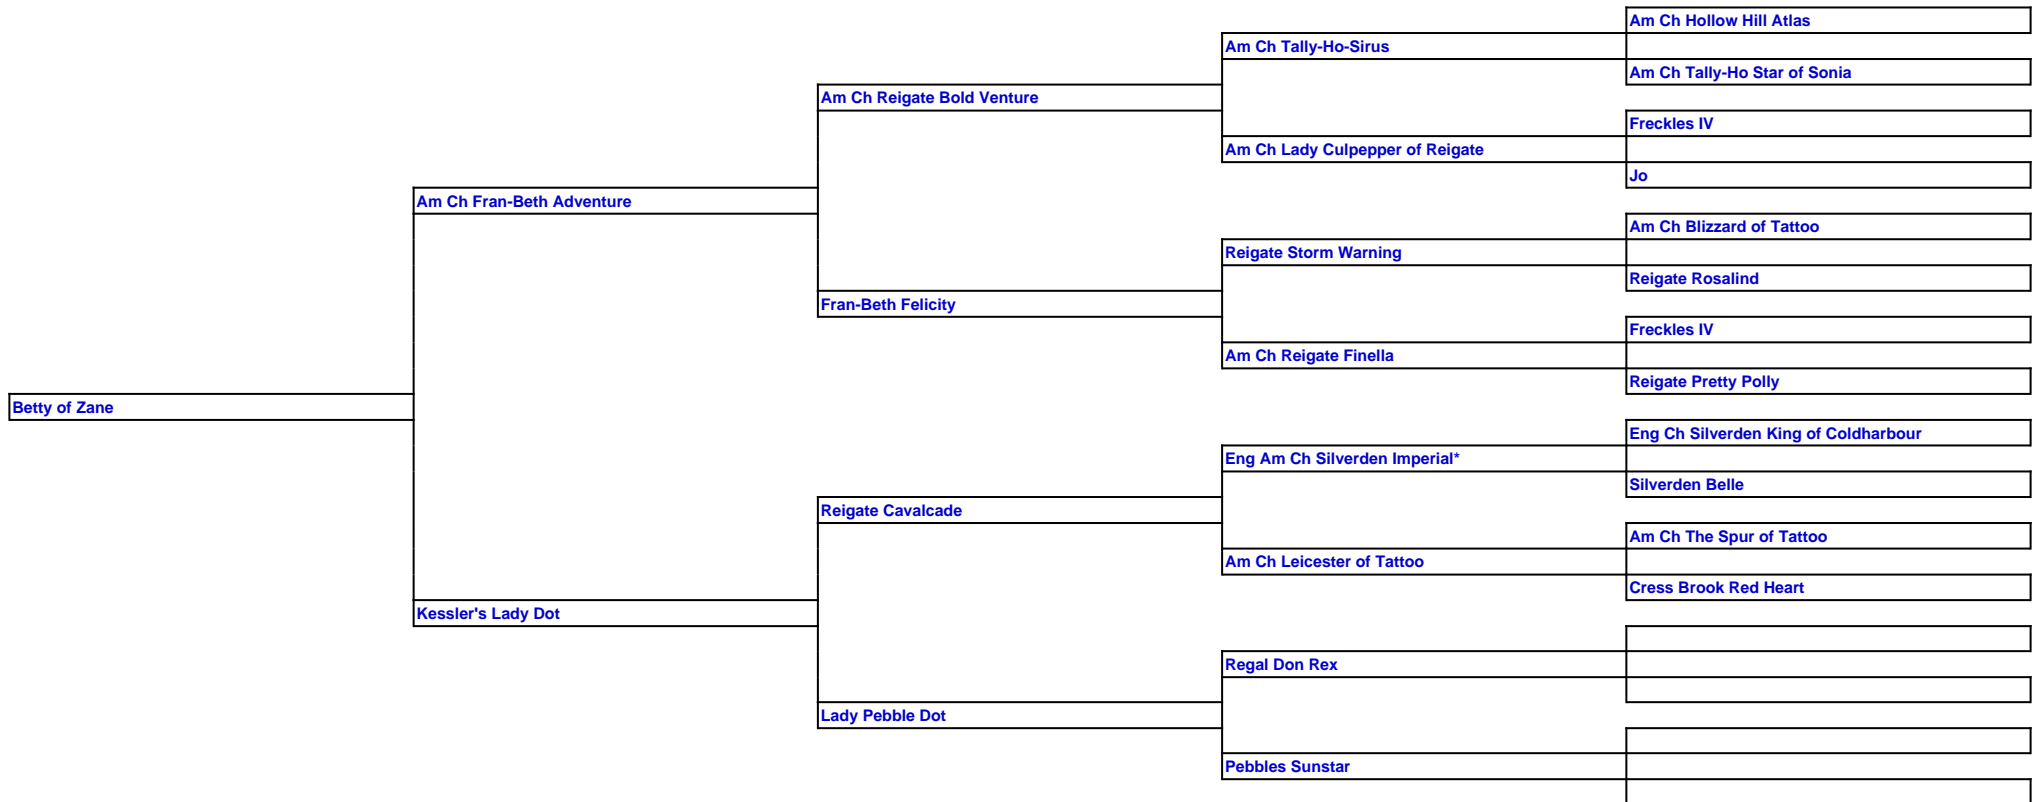 Am Ch Hollow Hill Atlas
Am Ch Tally-Ho-Sirus
Am Ch Tally-Ho Star of Sonia
Am Ch Reigate Bold Venture
Freckles IV
Am Ch Lady Culpepper of Reigate
Jo
Am Ch Fran-Beth Adventure
Am Ch Blizzard of Tattoo
Reigate Storm Warning
Reigate Rosalind
Fran-Beth Felicity
Freckles IV
Am Ch Reigate Finella
Reigate Pretty Polly
Betty of Zane
Eng Ch Silverden King of Coldharbour
Eng Am Ch Silverden Imperial*
Silverden Belle
Reigate Cavalcade
Am Ch The Spur of Tattoo
Am Ch Leicester of Tattoo
Cress Brook Red Heart
Kessler's Lady Dot
Regal Don Rex
Lady Pebble Dot
Pebbles Sunstar